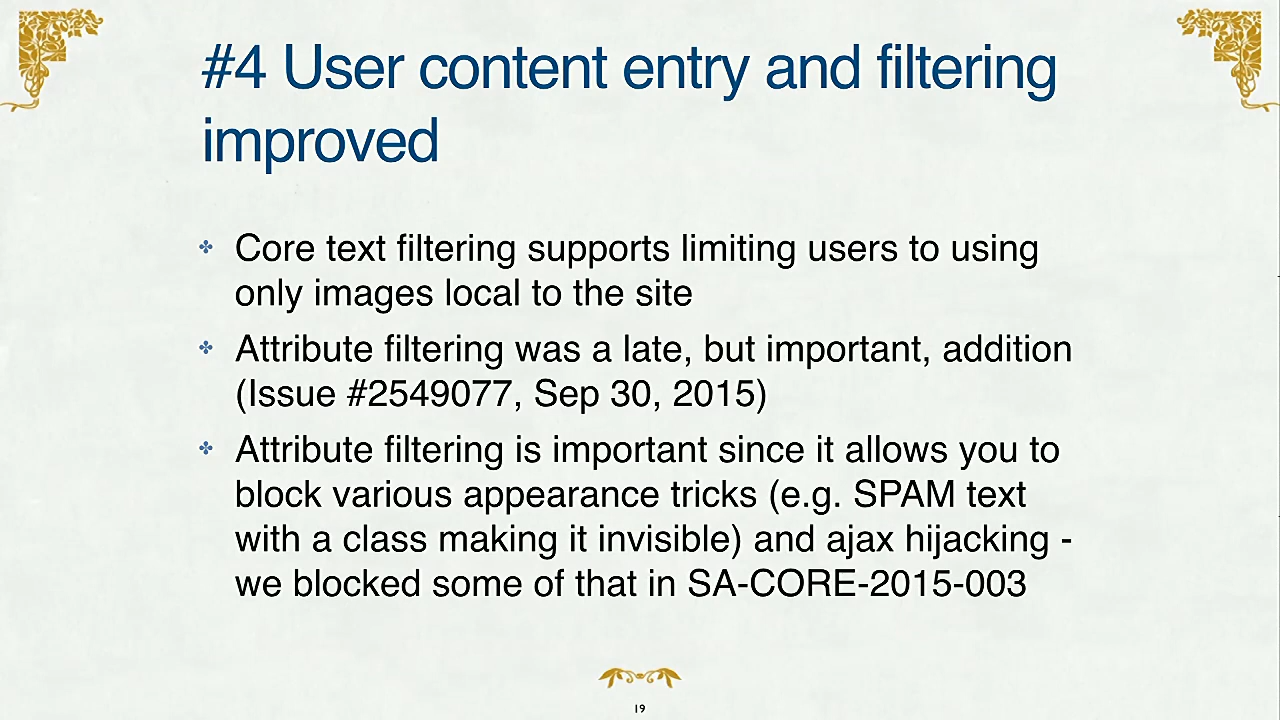 #4 User content entry and filtering
improved
Core text filtering supports limiting users to using
only images local to the site
Attribute filtering was a late, but important, addition
(Issue #2549077, Sep 30, 2015)
Attribute filtering is important since it allows you to
block various appearance tricks (e.g. SPAM text
with a class making it invisible) and ajax hijacking -
we blocked some of that in SA-CORE-2015-003
19